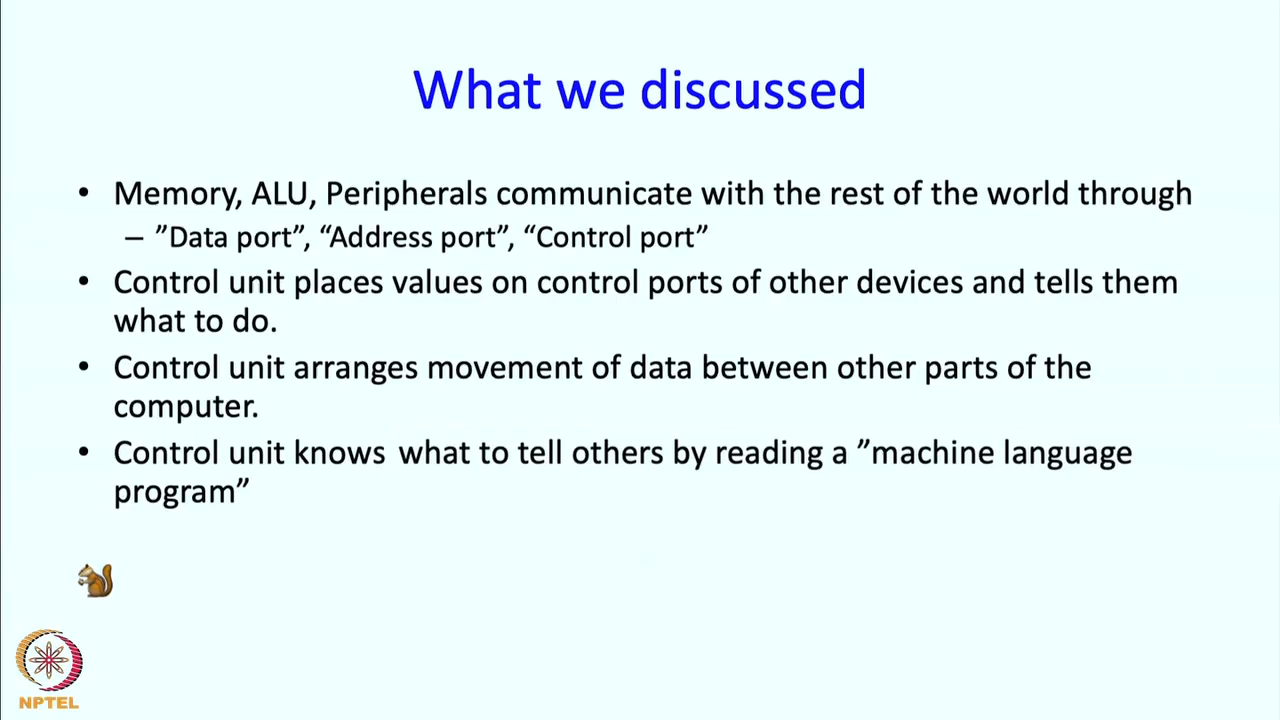 What we discussed
• Memory, ALU, Peripherals communicate with the rest of the world through
– ”Data port”, “Address port”, “Control port”
• Control unit places values on control ports of other devices and tells them
what to do.
• Control unit arranges movement of data between other parts of the
computer.
• Control unit knows what to tell others by reading a ”machine language
program”
NPTEL